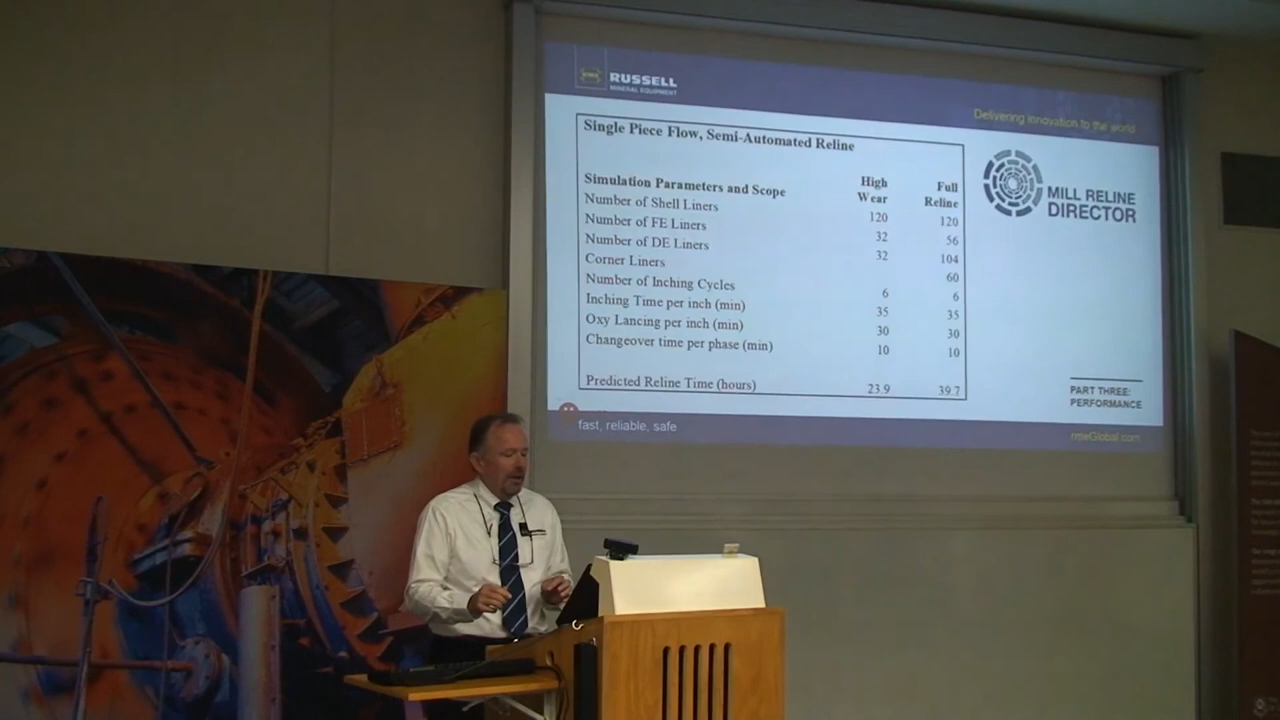 RUSSELL
MINERAL EQUIPMENT
Delivering innovation to the world
Single Piece Flow, Semi-Automated Reline
Simulation Parameters and Scope High Wear Full Reline
Number of Shell Liners 120 120
Number of FE Liners 32 56
Number of DE Liners 32 104
Corner Liners 60
Number of Inching Cycles 6 6
Inching Time per inch (min) 35 35
Oxy Lancing per inch (min) 30 30
Changeover time per phase (min) 10 10
Predicted Reline Time (hours) 23.9 39.7
MILL RELINE
DIRECTOR
PART THREE:
PERFORMANCE
fast, reliable, safe
rmeGlobal.com